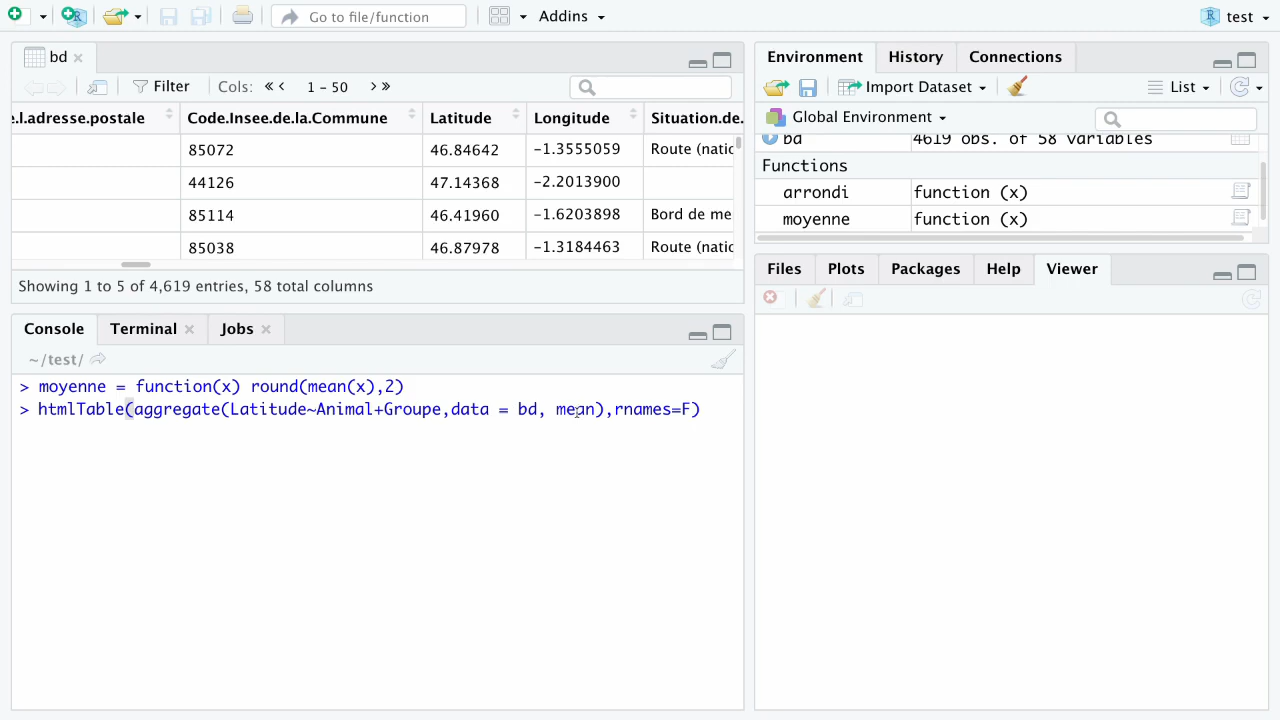 Go to file/function
Addins
test
bd
Filter
Cols:
1 - 50
e.l.adresse.postale Code.Insee.de.la.Commune Latitude Longitude Situation.de.
85072 46.84642 -1.3555059 Route (natio
44126 47.14368 -2.2013900
85114 46.41960 -1.6203898 Bord de me
85038 46.87978 -1.3184463 Route (natio
Showing 1 to 5 of 4,619 entries, 58 total columns
Console Terminal Jobs
~/test/
> moyenne = function(x) round(mean(x),2)
> htmlTable(aggregate(Latitude~Animal+Groupe,data = bd, mean),rnames=F)
Environment History Connections
Import Dataset
List
Global Environment
bd 4619 obs. of 58 variables
Functions
arrondi function (x)
moyenne function (x)
Files Plots Packages Help Viewer